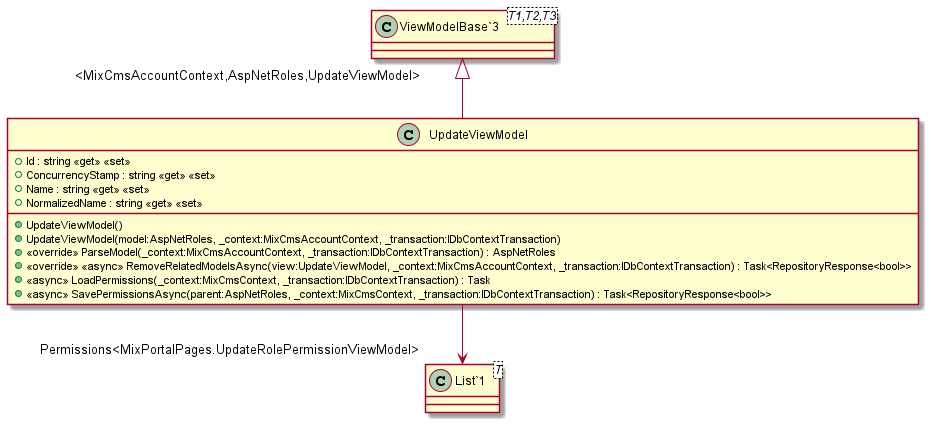 C ViewModelBase`3 T1,T2,T3
<MixCmsAccountContext,AspNetRoles,UpdateViewModel>
C UpdateViewModel
Id : string «get» «set»
ConcurrencyStamp : string «get» «set»
Name : string «get» «set»
NormalizedName : string «get» «set»
UpdateViewModel()
UpdateViewModel(model:AspNetRoles, _context:MixCmsAccountContext, _transaction:IDbContextTransaction)
«override» ParseModel(_context:MixCmsAccountContext, _transaction:IDbContextTransaction) : AspNetRoles
«override» «async» RemoveRelatedModelsAsync(view:UpdateViewModel, _context:MixCmsAccountContext, _transaction:IDbContextTransaction) : Task<RepositoryResponse<bool>>
«async» LoadPermissions(_context:MixCmsContext, _transaction:IDbContextTransaction) : Task
«async» SavePermissionsAsync(parent:AspNetRoles, _context:MixCmsContext, _transaction:IDbContextTransaction) : Task<RepositoryResponse<bool>>
Permissions<MixPortalPages.UpdateRolePermissionViewModel>
C List`1 T